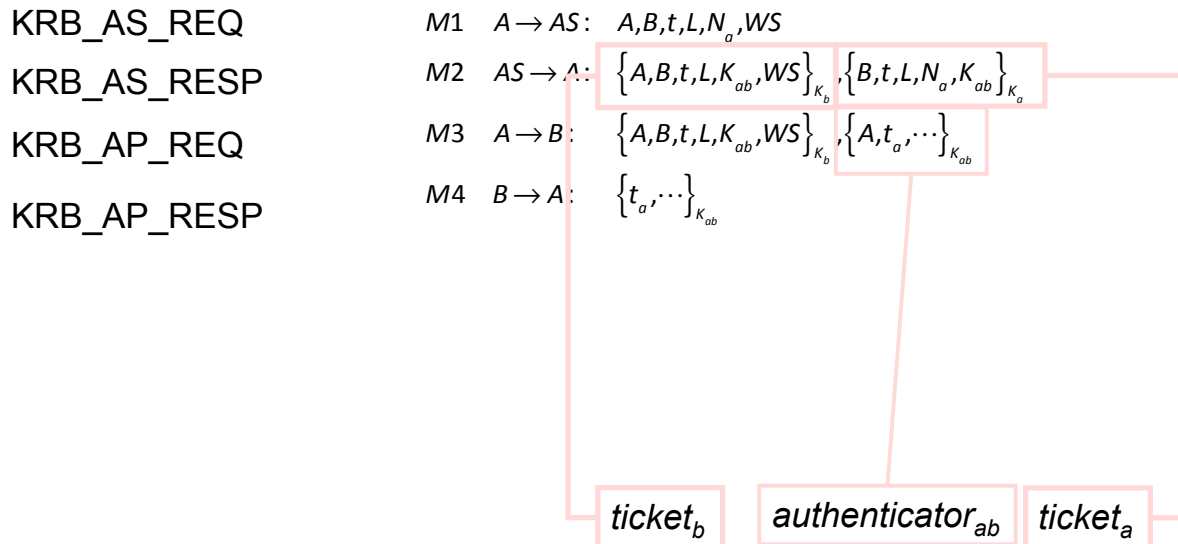 KRB_AS_REQ M1 A → AS: A,B,t,L,Nₐ,WS
KRB_AS_RESP M2 AS → A: {A,B,t,L,K_ab,WS}_K_b ,{B,t,L,N_a,K_ab}_K_a
KRB_AP_REQ M3 A → B: {A,B,t,L,K_ab,WS}_K_b ,{A,t_a,⋯}_K_ab
KRB_AP_RESP M4 B → A: {t_a,⋯}_K_ab
ticket_b authenticator_ab ticket_a